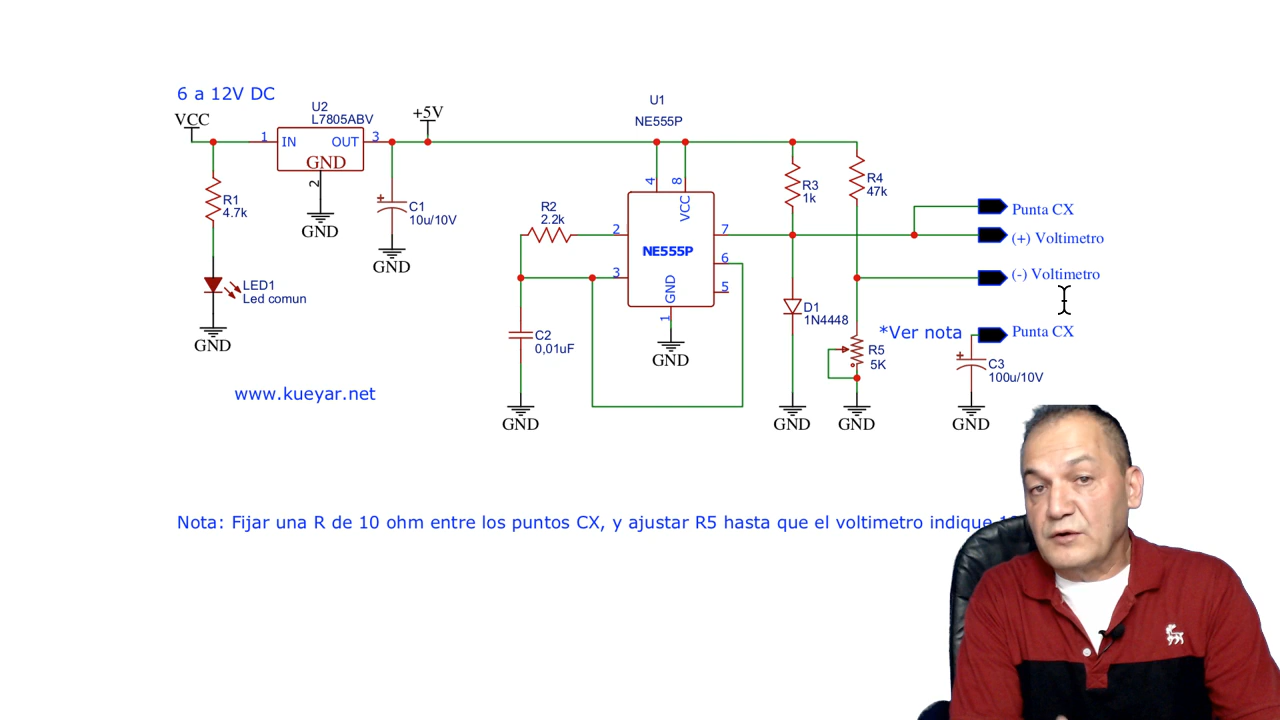 6 a 12V DC
VCC
U2
L7805ABV
1 IN OUT 3
GND
2
GND
R1
4.7k
LED1
Led comun
GND
+5V
C1
10u/10V
GND
U1
NE555P
4 8
VCC
R2
2.2k
2
3
7
6
5
NE555P
GND
1
GND
C2
0,01uF
GND
R3
1k
R4
47k
D1
1N4448
GND
*Ver nota
R5
5K
GND
Punta CX
(+) Voltimetro
(-) Voltimetro
Punta CX
C3
100u/10V
GND
www.kueyar.net
Nota: Fijar una R de 10 ohm entre los puntos CX, y ajustar R5 hasta que el voltimetro indique